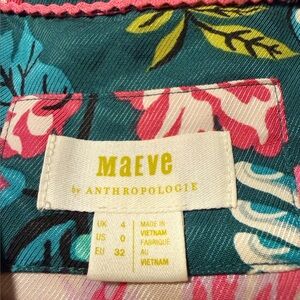 MaEVe
by ANTHROPOLOGIE
UK 4
US 0
EU 32
MADE IN
VIETNAM
FABRIQUÉ
AU
VIETNAM